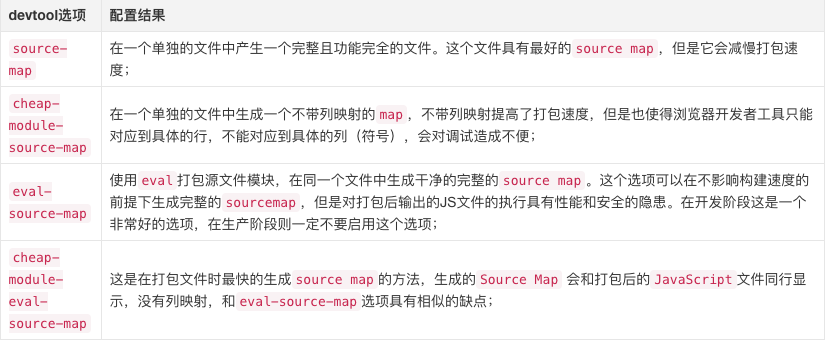 devtool选项 配置结果
source-
map
在一个单独的文件中产生一个完整且功能完全的文件。这个文件具有最好的 source map，但是它会减慢打包速
度；
cheap-
module-
source-map
在一个单独的文件中生成一个不带列映射的 map，不带列映射提高了打包速度，但是也使得浏览器开发者工具只能
对应到具体的行，不能对应到具体的列（符号），会对调试造成不便；
eval-
source-map
使用 eval 打包源文件模块，在同一个文件中生成干净的完整的 source map。这个选项可以在不影响构建速度的
前提下生成完整的 sourcemap，但是对打包后输出的JS文件的执行具有性能和安全的隐患。在开发阶段这是一个
非常好的选项，在生产阶段则一定不要启用这个选项；
cheap-
module-
eval-
source-map
这是在打包文件时最快的生成 source map 的方法，生成的 Source Map 会和打包后的 JavaScript 文件同行显
示，没有列映射，和 eval-source-map 选项具有相似的缺点；